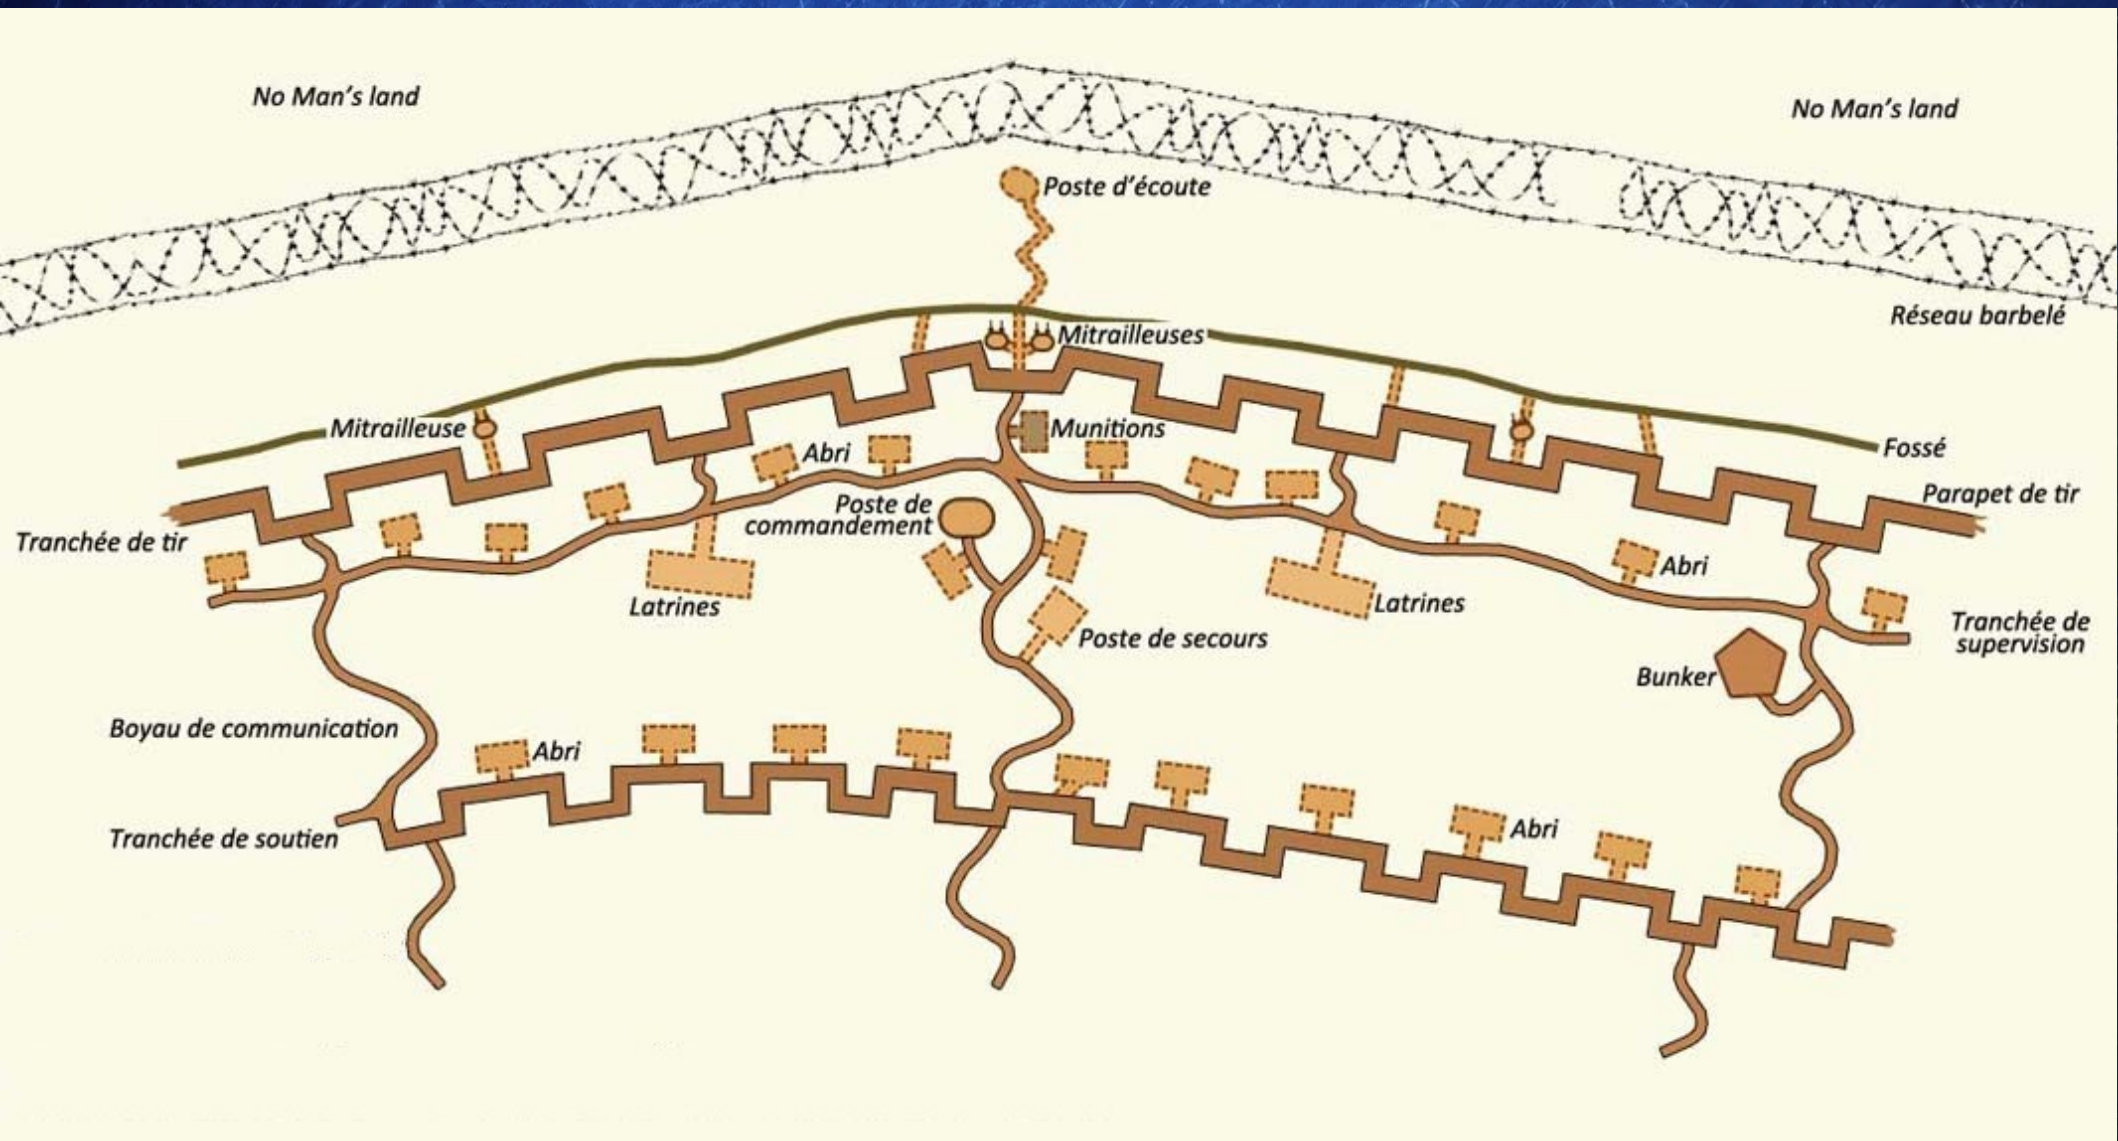 No Man's land
No Man's land
Poste d'écoute
Réseau barbelé
Mitrailleuses
Mitrailleuse
Munitions
Fossé
Abri
Parapet de tir
Poste de
commandement
Tranchée de tir
Abri
Latrines
Latrines
Tranchée de
supervision
Poste de secours
Bunker
Boyau de communication
Abri
Abri
Tranchée de soutien